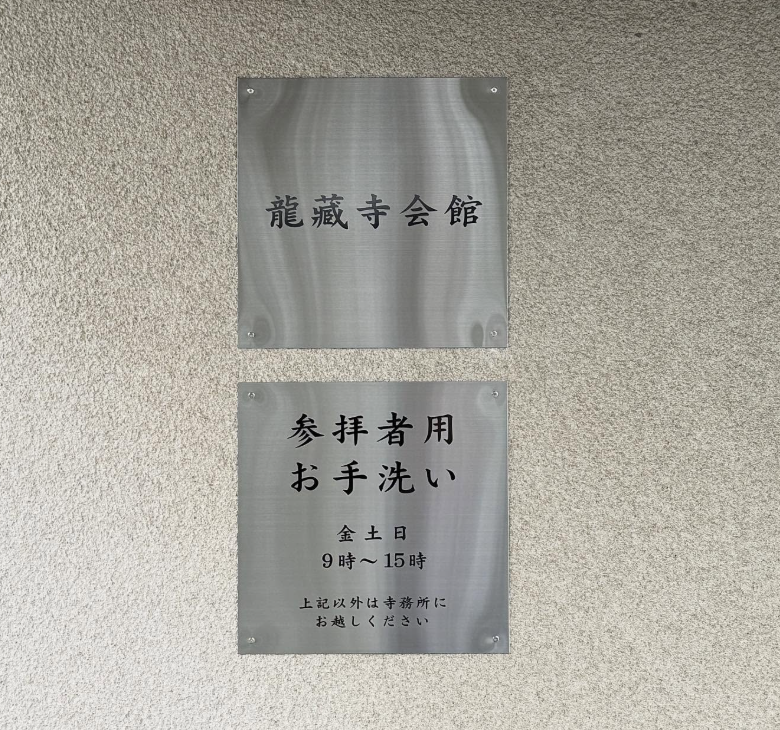 龍藏寺会館
参拝者用
お手洗い
金土日
9時〜15時
上記以外は寺務所に
お越しください